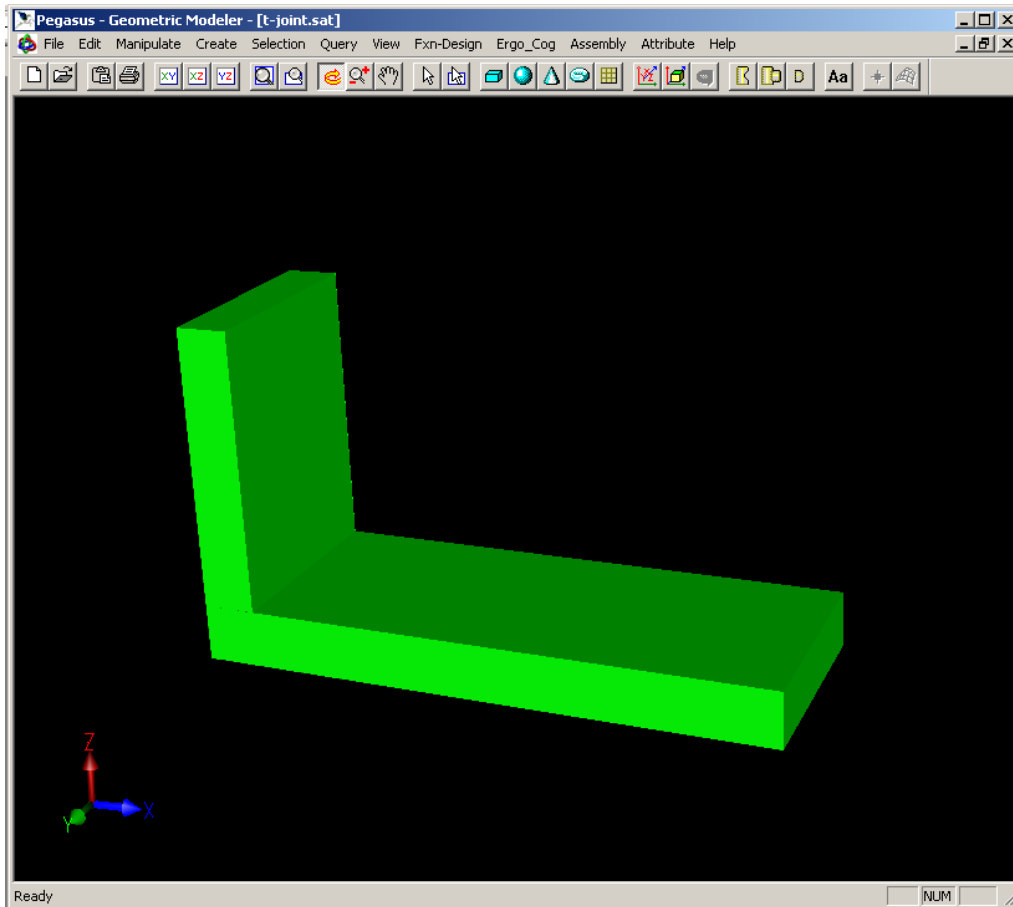 Pegasus - Geometric Modeler - [t-joint.sat]
File Edit Manipulate Create Selection Query View Fxn-Design Ergo_Cog Assembly Attribute Help
XY XZ YZ D Aa
Z
X
Y
Ready NUM